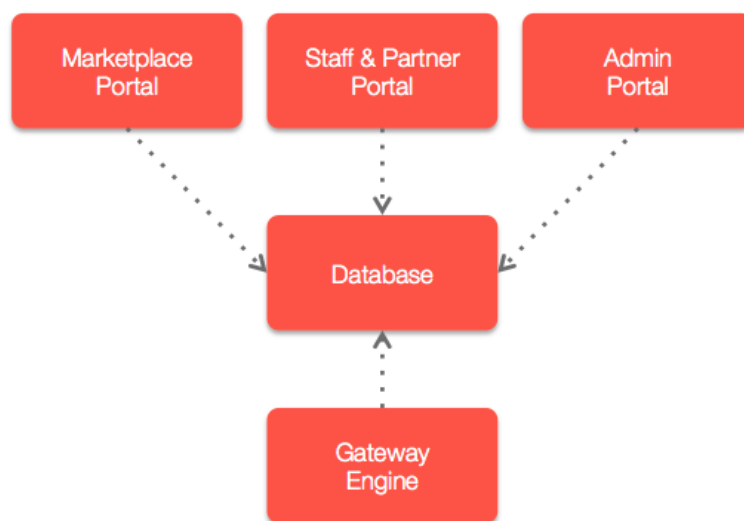 Marketplace
Portal
Staff & Partner
Portal
Admin
Portal
Database
Gateway
Engine